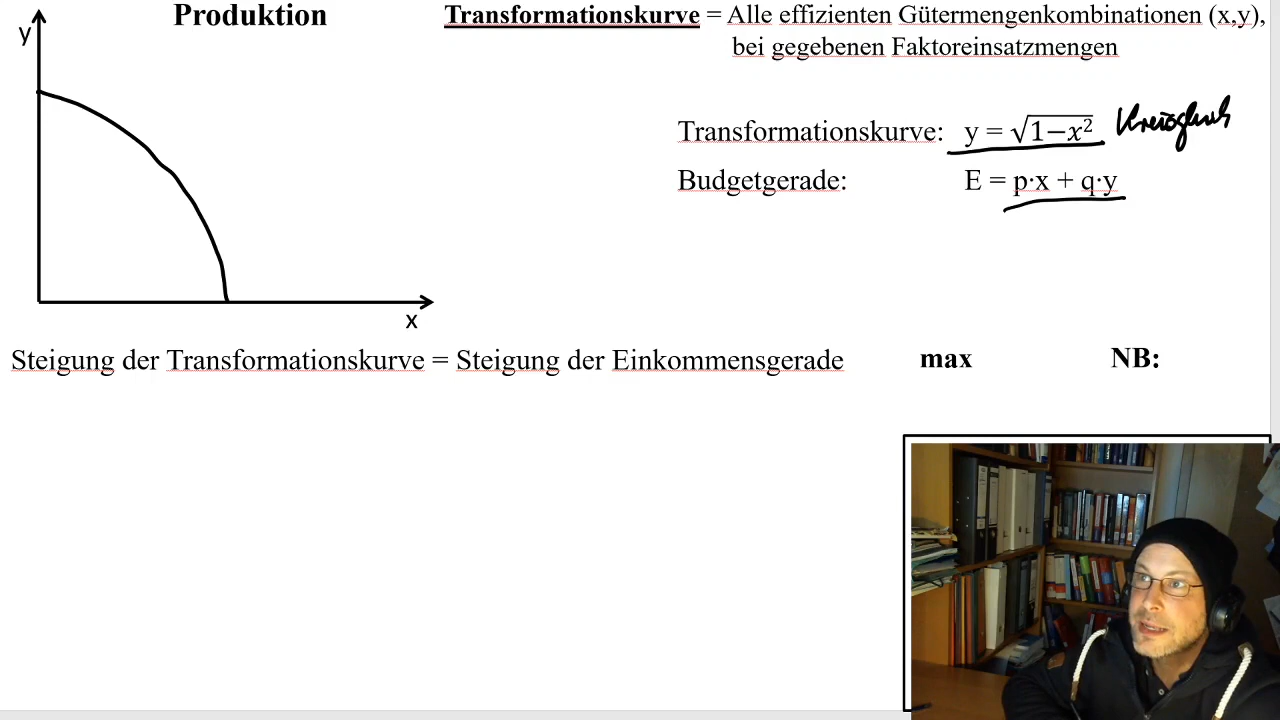 Produktion
Transformationskurve = Alle effizienten Gütermengenkombinationen (x,y),
bei gegebenen Faktoreinsatzmengen
y
Transformationskurve: y = √1−x²
Budgetgerade: E = p·x + q·y
x
Steigung der Transformationskurve = Steigung der Einkommensgerade
max NB: